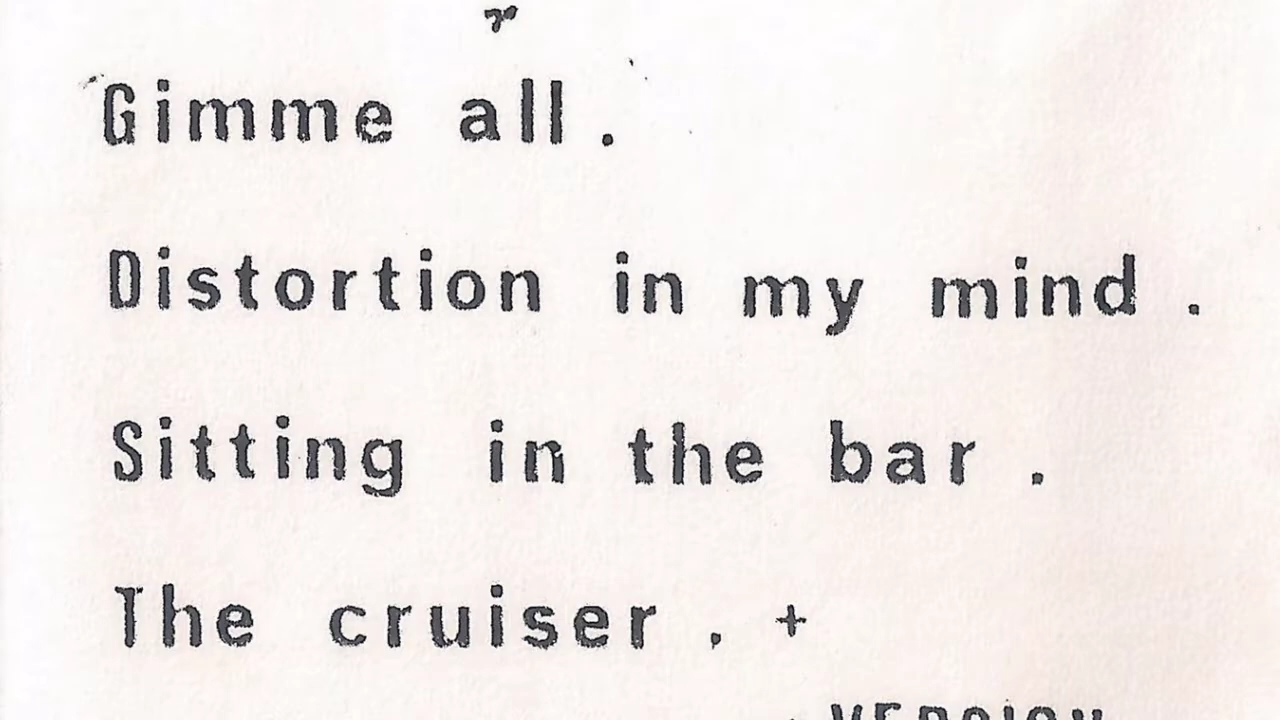 Gimme all .
Distortion in my mind .
Sitting in the bar .
The cruiser . +